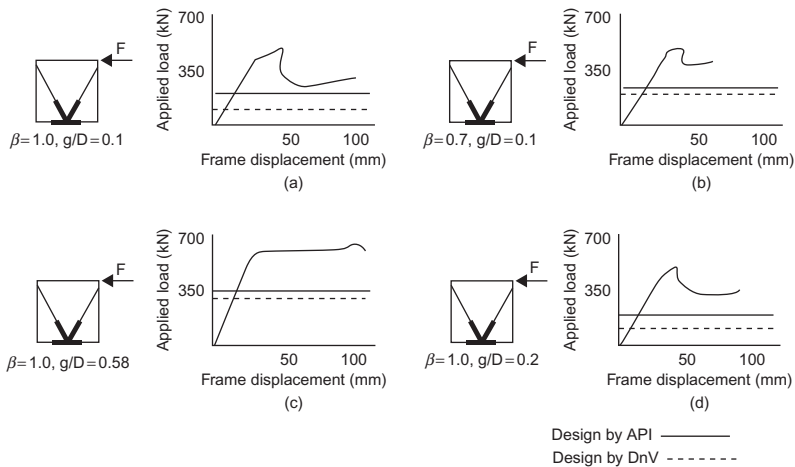 Applied load (kN)
700
350
50
100
Frame displacement (mm)
F
β=1.0, g/D=0.1
(a)
Applied load (kN)
700
350
50
100
Frame displacement (mm)
F
β=0.7, g/D=0.1
(b)
Applied load (kN)
700
350
50
100
Frame displacement (mm)
F
β=1.0, g/D=0.58
(c)
Applied load (kN)
700
350
50
100
Frame displacement (mm)
F
β=1.0, g/D=0.2
(d)
Design by API
Design by DnV